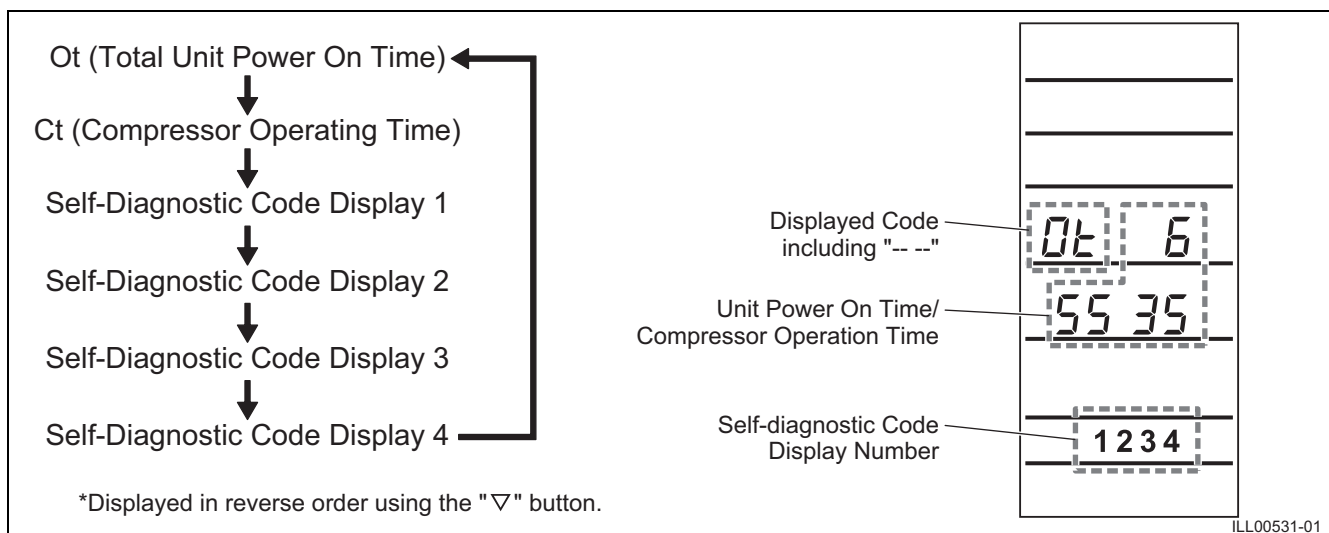 Ot (Total Unit Power On Time)
Ct (Compressor Operating Time)
Self-Diagnostic Code Display 1
Self-Diagnostic Code Display 2
Self-Diagnostic Code Display 3
Self-Diagnostic Code Display 4
*Displayed in reverse order using the "▽" button.
Displayed Code
including "-- --"
Unit Power On Time/
Compressor Operation Time
Self-diagnostic Code
Display Number
Ot 6
55 35
1234
ILL00531-01